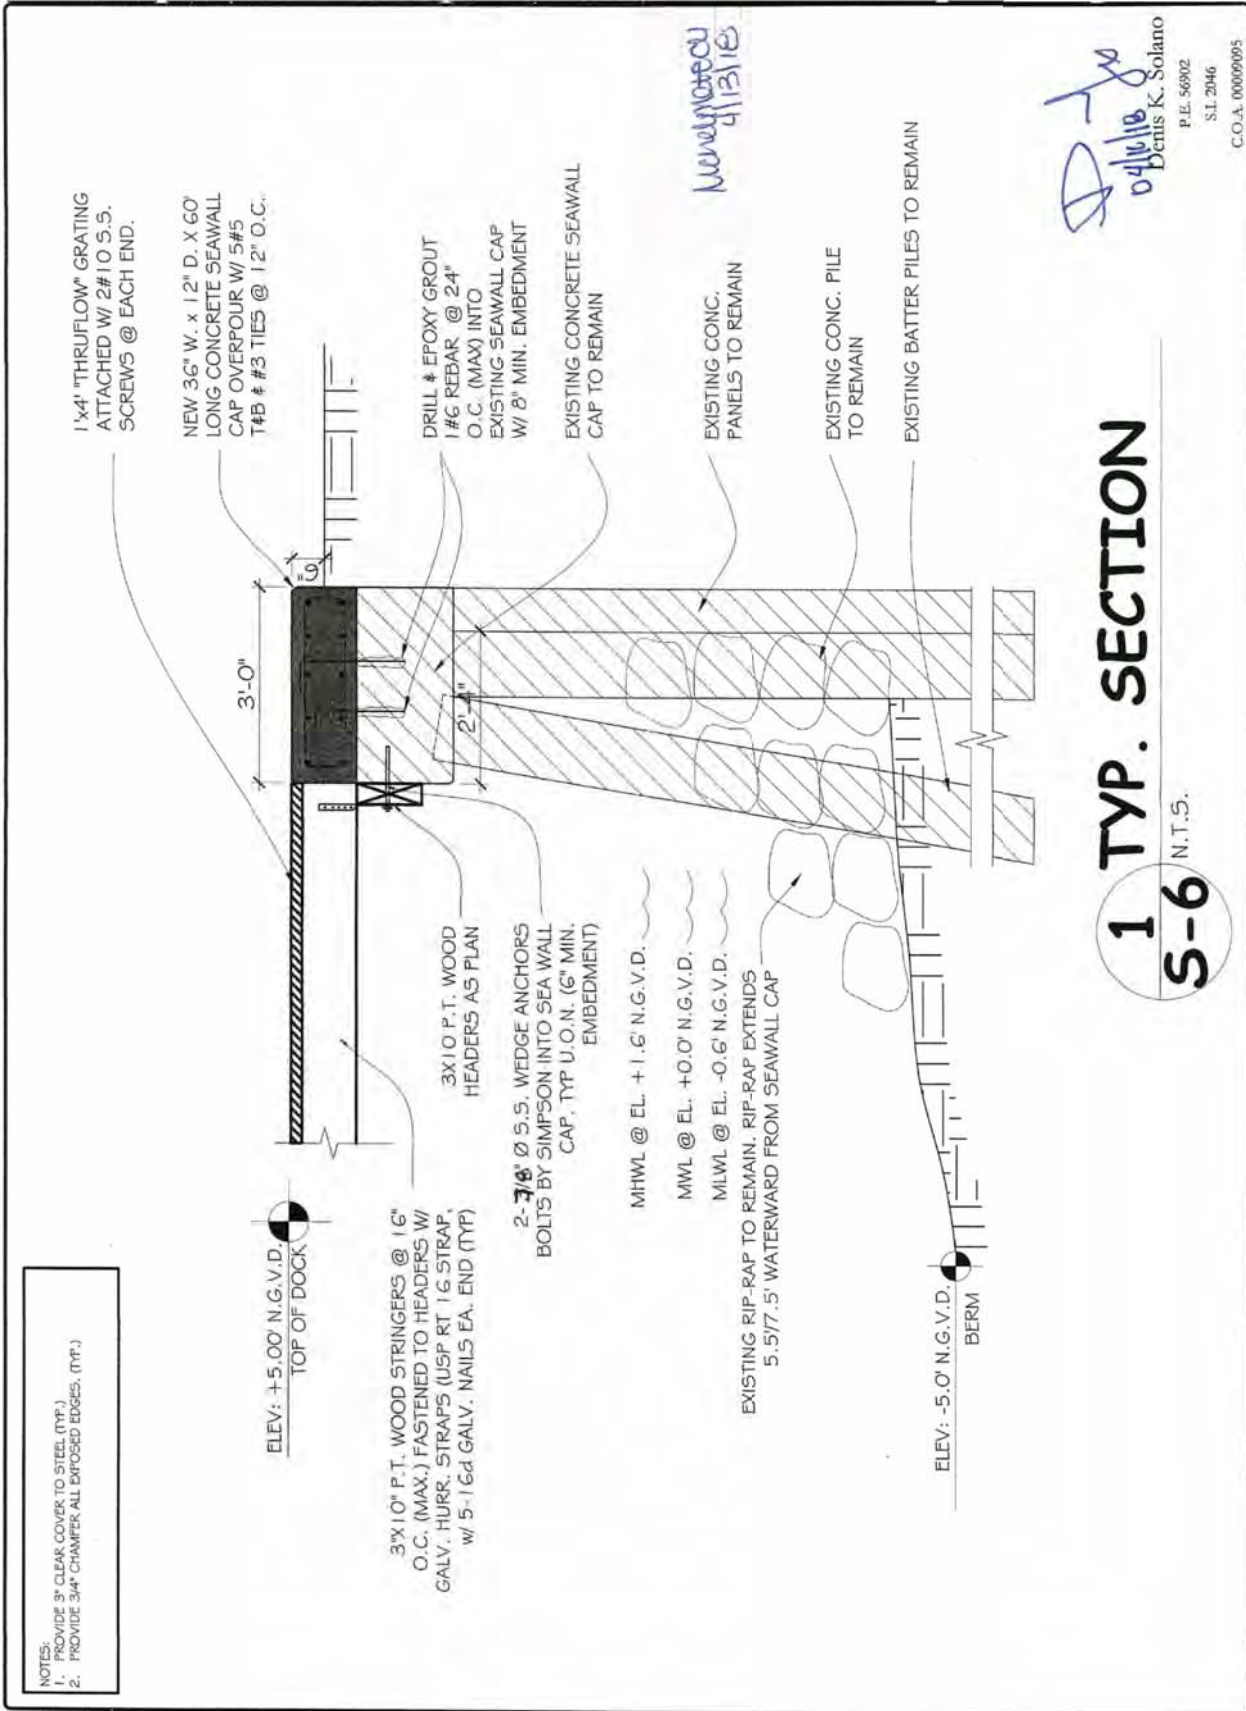 NOTES:
1. PROVIDE 3" CLEAR COVER TO STEEL (TYP.)
2. PROVIDE 3/4" CHAMFER ALL EXPOSED EDGES. (TYP.)
ELEV: +5.00' N.G.V.D.
TOP OF DOCK
3"X10" P.T. WOOD STRINGERS @ 16"
O.C. (MAX.) FASTENED TO HEADERS W/
GALV. HURR. STRAPS (USP RT 16 STRAP,
W/ 5-16d GALV. NAILS EA. END (TYP)
3X10 P.T. WOOD
HEADERS AS PLAN
2-3/8" Ø S.S. WEDGE ANCHORS
BOLTS BY SIMPSON INTO SEA WALL
CAP. TYP U.O.N. (6" MIN.
EMBEDMENT)
MHWL @ EL. +1.6' N.G.V.D.
MWL @ EL. +0.0' N.G.V.D.
MLWL @ EL. -0.6' N.G.V.D.
EXISTING RIP-RAP TO REMAIN. RIP-RAP EXTENDS
5.5'/7.5' WATERWARD FROM SEAWALL CAP
ELEV: -5.0' N.G.V.D.
BERM
3'-0"
6"
2'-4"
1'x4' "THRUFLOW" GRATING
ATTACHED W/ 2#10 S.S.
SCREWS @ EACH END.
NEW 36" W. x 12" D. X 60'
LONG CONCRETE SEAWALL
CAP OVERPOUR W/ 5#5
T&B & #3 TIES @ 12" O.C.
DRILL & EPOXY GROUT
1#6 REBAR @ 24"
O.C. (MAX) INTO
EXISTING SEAWALL CAP
W/ 8" MIN. EMBEDMENT
EXISTING CONCRETE SEAWALL
CAP TO REMAIN
EXISTING CONC.
PANELS TO REMAIN
EXISTING CONC. PILE
TO REMAIN
EXISTING BATTER PILES TO REMAIN
4/13/18
1 TYP. SECTION
S-6 N.T.S.
04/11/18
Denis K. Solano
P.E. 56902
S.I. 2046
C.O.A. 00009095